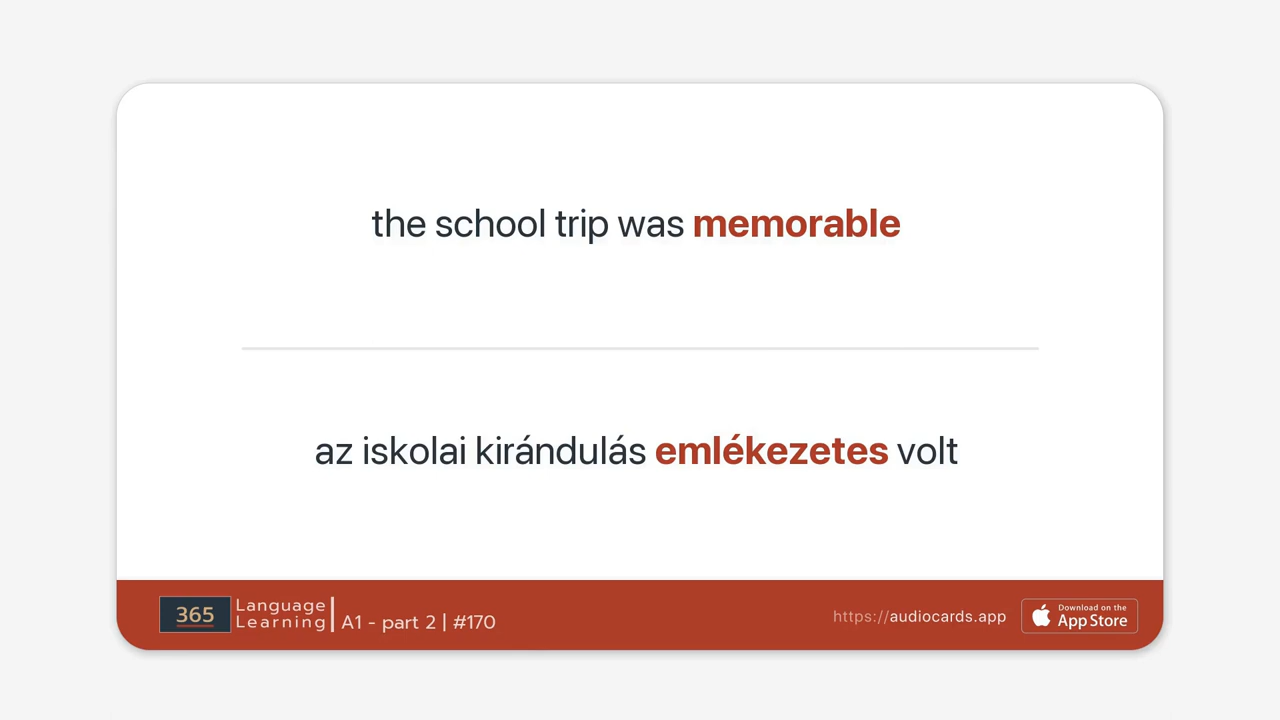 the school trip was memorable
az iskolai kirándulás emlékezetes volt
365
Language
Learning
A1 - part 2 | #170
https://audiocards.app
Download on the
App Store